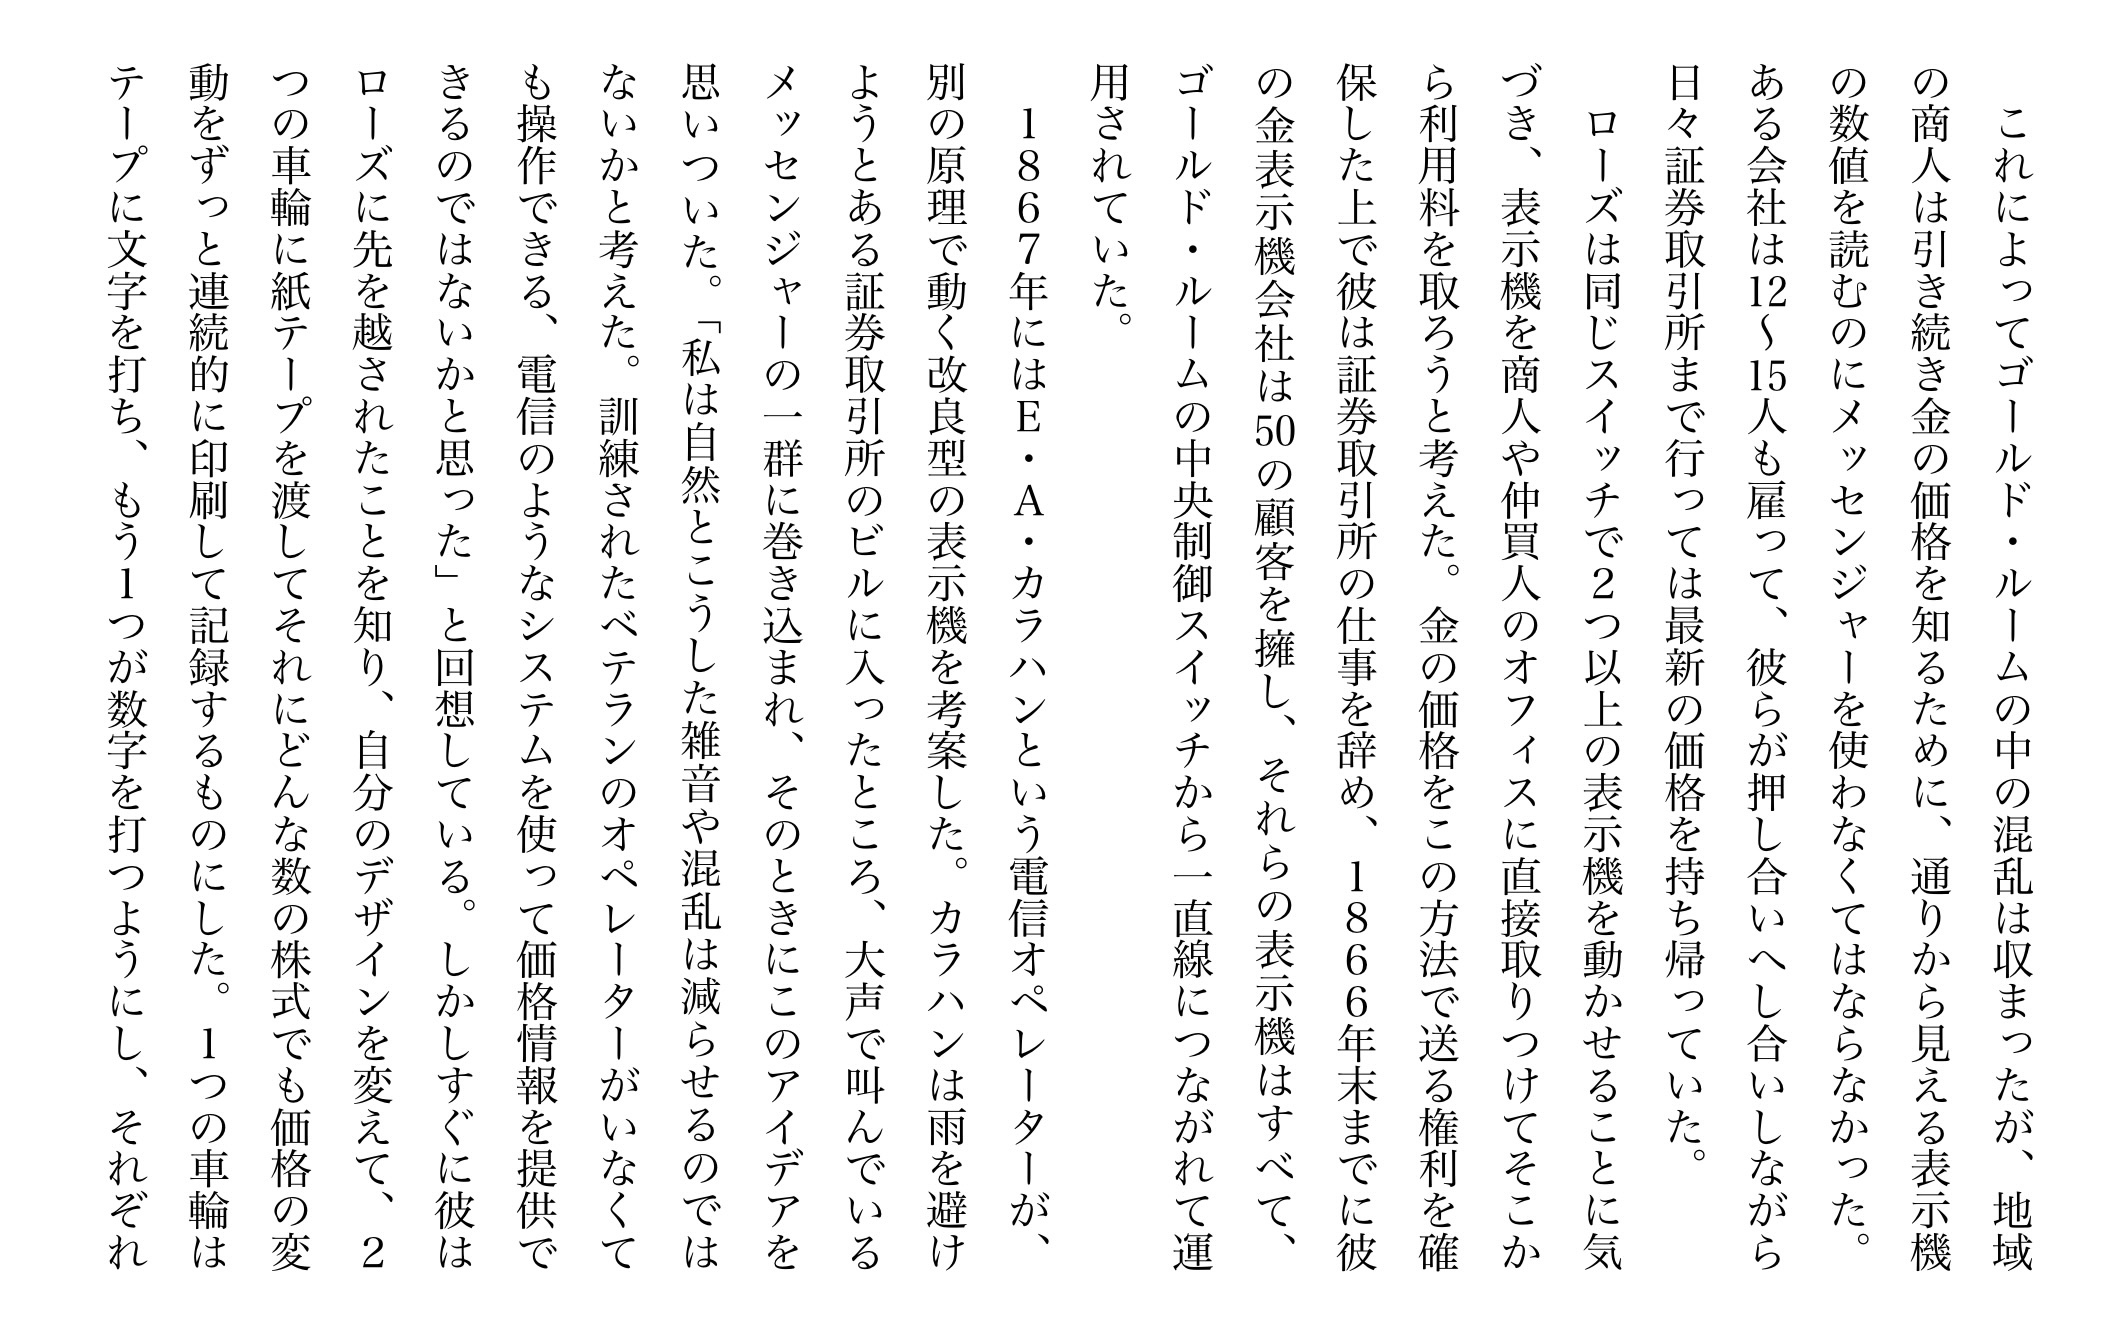 これによってゴールド・ルームの中の混乱は収まったが、地域
の商人は引き続き金の価格を知るために、通りから見える表示機
の数値を読むのにメッセンジャーを使わなくてはならなかった。
ある会社は12〜15人も雇って、彼らが押し合いへし合いしながら
日々証券取引所まで行っては最新の価格を持ち帰っていた。
ローズは同じスイッチで２つ以上の表示機を動かせることに気
づき、表示機を商人や仲買人のオフィスに直接取りつけてそこか
ら利用料を取ろうと考えた。金の価格をこの方法で送る権利を確
保した上で彼は証券取引所の仕事を辞め、１８６６年末までに彼
の金表示機会社は50の顧客を擁し、それらの表示機はすべて、
ゴールド・ルームの中央制御スイッチから一直線につながれて運
用されていた。
１８６７年にはＥ・Ａ・カラハンという電信オペレーターが、
別の原理で動く改良型の表示機を考案した。カラハンは雨を避け
ようとある証券取引所のビルに入ったところ、大声で叫んでいる
メッセンジャーの一群に巻き込まれ、そのときにこのアイデアを
思いついた。「私は自然とこうした雑音や混乱は減らせるのでは
ないかと考えた。訓練されたベテランのオペレーターがいなくて
も操作できる、電信のようなシステムを使って価格情報を提供で
きるのではないかと思った」と回想している。しかしすぐに彼は
ローズに先を越されたことを知り、自分のデザインを変えて、２
つの車輪に紙テープを渡してそれにどんな数の株式でも価格の変
動をずっと連続的に印刷して記録するものにした。１つの車輪は
テープに文字を打ち、もう１つが数字を打つようにし、それぞれ